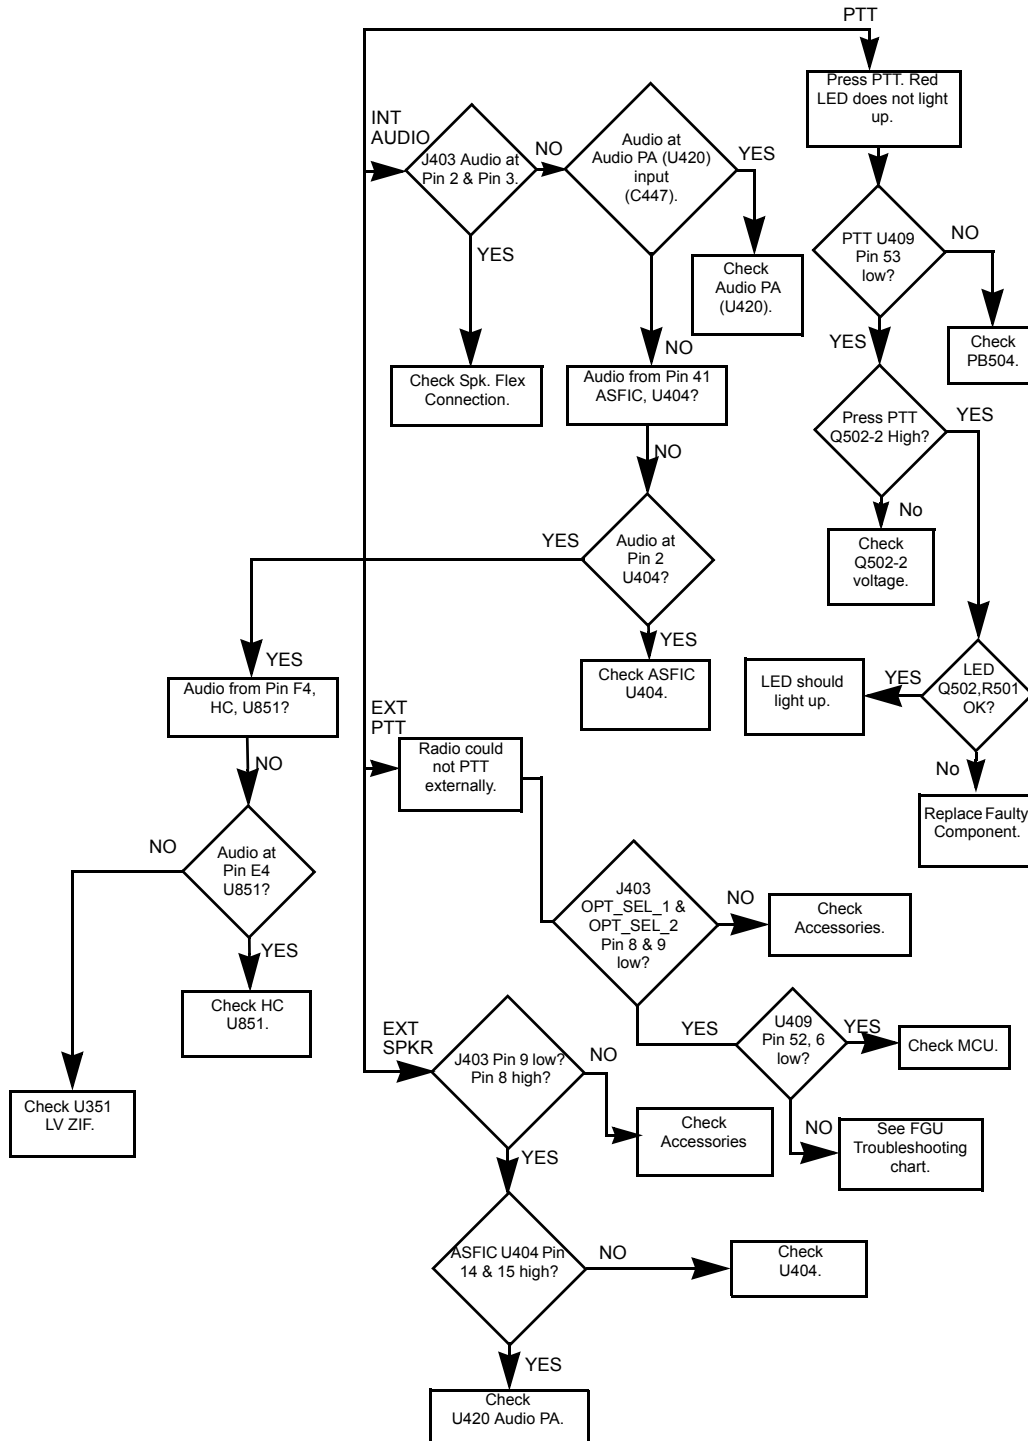 PTT
Press PTT. Red
LED does not light
up.
INT
AUDIO
J403 Audio at
Pin 2 & Pin 3.
NO
Audio at
Audio PA (U420)
input
(C447).
YES
YES
Check
Audio PA
(U420).
PTT U409
Pin 53
low?
NO
Check
PB504.
YES
Check Spk. Flex
Connection.
NO
Audio from Pin 41
ASFIC, U404?
Press PTT
Q502-2 High?
YES
NO
No
Check
Q502-2
voltage.
YES
Audio at
Pin 2
U404?
YES
Check ASFIC
U404.
YES
Audio from Pin F4,
HC, U851?
LED should
light up.
YES
LED
Q502,R501
OK?
No
Replace Faulty
Component.
EXT
PTT
Radio could
not PTT
externally.
NO
NO
Audio at
Pin E4
U851?
YES
Check HC
U851.
Check U351
LV ZIF.
J403
OPT_SEL_1 &
OPT_SEL_2
Pin 8 & 9
low?
NO
Check
Accessories.
YES
U409
Pin 52, 6
low?
YES
Check MCU.
NO
See FGU
Troubleshooting
chart.
EXT
SPKR
J403 Pin 9 low?
Pin 8 high?
NO
Check
Accessories
YES
ASFIC U404 Pin
14 & 15 high?
NO
Check
U404.
YES
Check
U420 Audio PA.